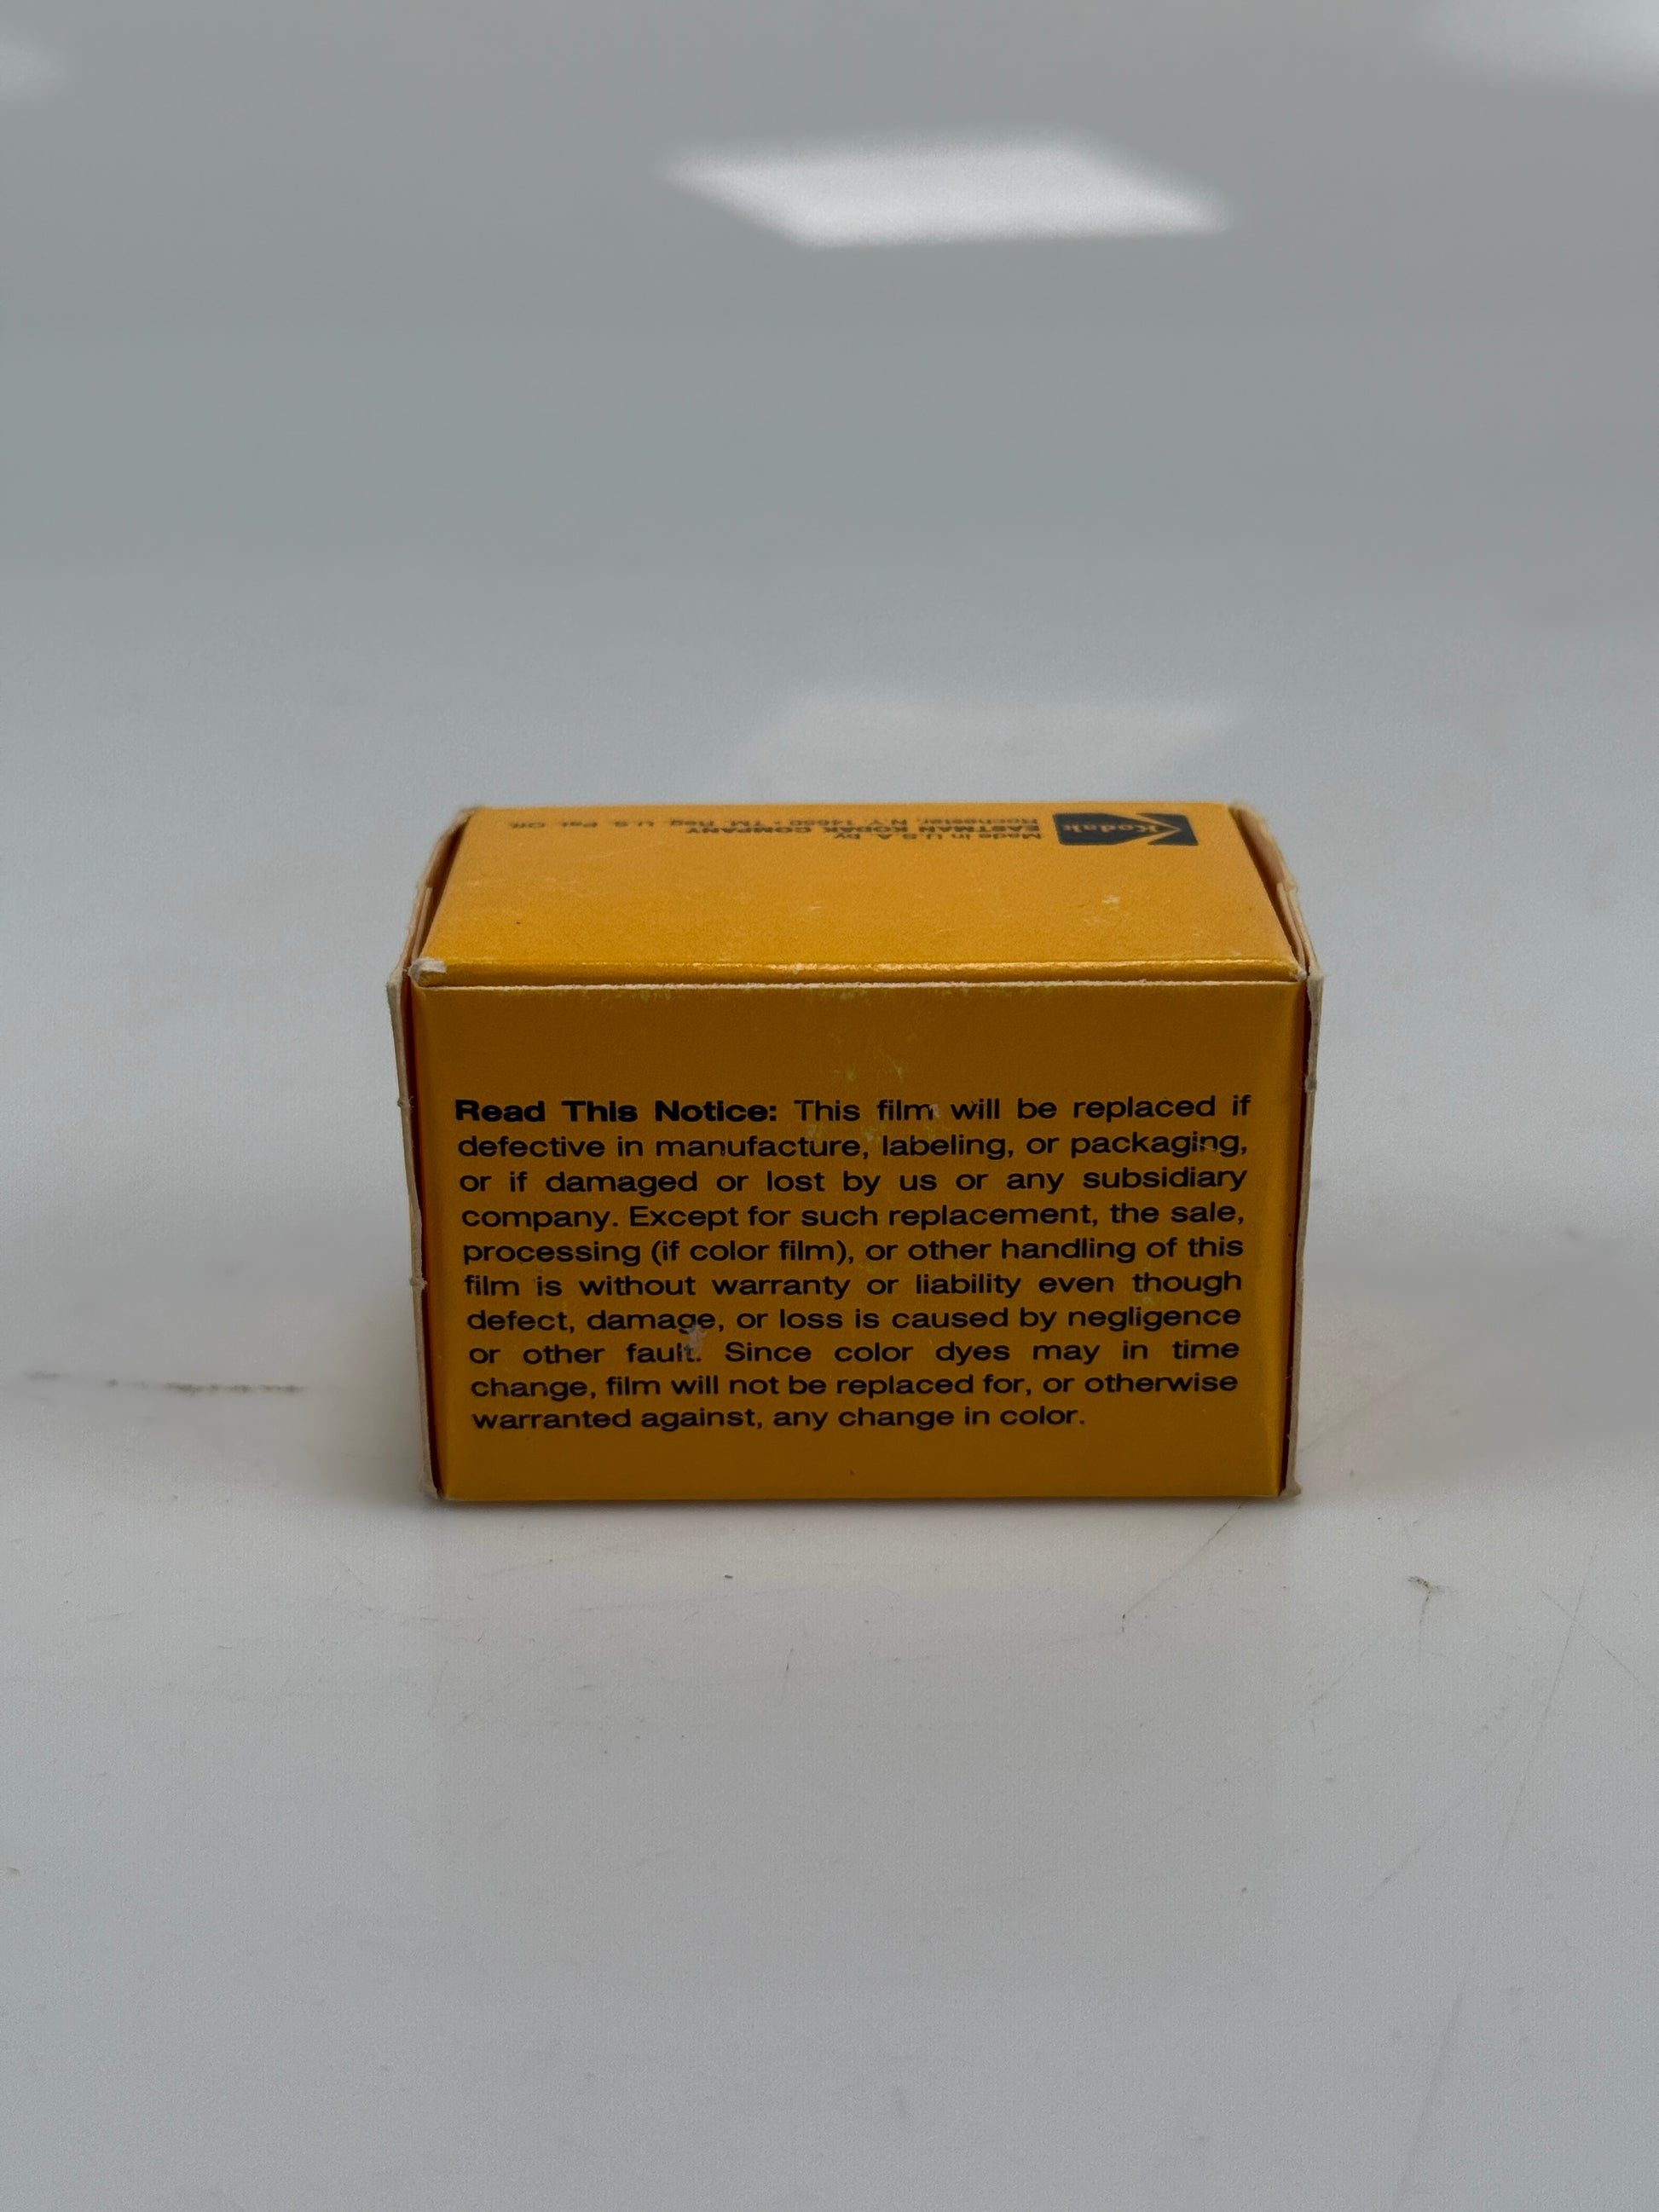 Kodak
Made in U.S.A. by
EASTMAN KODAK COMPANY
Rochester, N.Y. 14650 • TM. Reg. U.S. Pat. Off.
Read This Notice: This film will be replaced if
defective in manufacture, labeling, or packaging,
or if damaged or lost by us or any subsidiary
company. Except for such replacement, the sale,
processing (if color film), or other handling of this
film is without warranty or liability even though
defect, damage, or loss is caused by negligence
or other fault. Since color dyes may in time
change, film will not be replaced for, or otherwise
warranted against, any change in color.